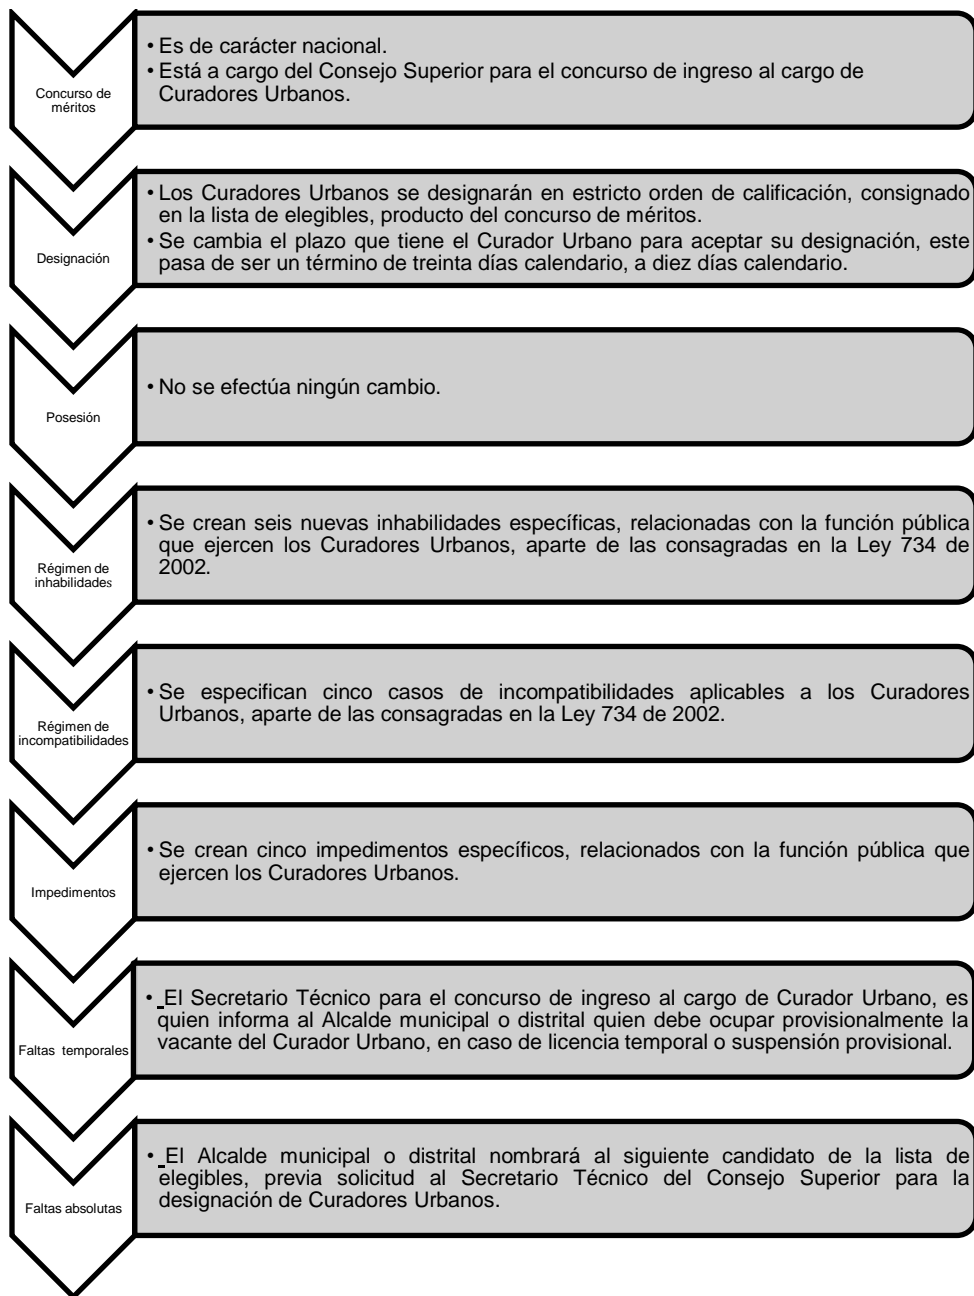 Concurso de
méritos
• Es de carácter nacional.
• Está a cargo del Consejo Superior para el concurso de ingreso al cargo de
Curadores Urbanos.
Designación
• Los Curadores Urbanos se designarán en estricto orden de calificación, consignado
en la lista de elegibles, producto del concurso de méritos.
• Se cambia el plazo que tiene el Curador Urbano para aceptar su designación, este
pasa de ser un término de treinta días calendario, a diez días calendario.
Posesión
• No se efectúa ningún cambio.
Régimen de
inhabilidades
• Se crean seis nuevas inhabilidades específicas, relacionadas con la función pública
que ejercen los Curadores Urbanos, aparte de las consagradas en la Ley 734 de
2002.
Régimen de
incompatibilidades
• Se especifican cinco casos de incompatibilidades aplicables a los Curadores
Urbanos, aparte de las consagradas en la Ley 734 de 2002.
Impedimentos
• Se crean cinco impedimentos específicos, relacionados con la función pública que
ejercen los Curadores Urbanos.
Faltas temporales
• El Secretario Técnico para el concurso de ingreso al cargo de Curador Urbano, es
quien informa al Alcalde municipal o distrital quien debe ocupar provisionalmente la
vacante del Curador Urbano, en caso de licencia temporal o suspensión provisional.
Faltas absolutas
• El Alcalde municipal o distrital nombrará al siguiente candidato de la lista de
elegibles, previa solicitud al Secretario Técnico del Consejo Superior para la
designación de Curadores Urbanos.